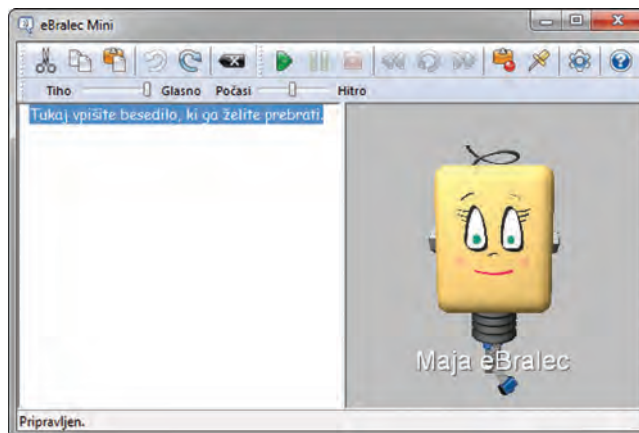 eBralec Mini
Tiho Glasno Počasi Hitro
Tukaj vpišite besedilo, ki ga želite prebrati.
Maja eBralec
Pripravljen.